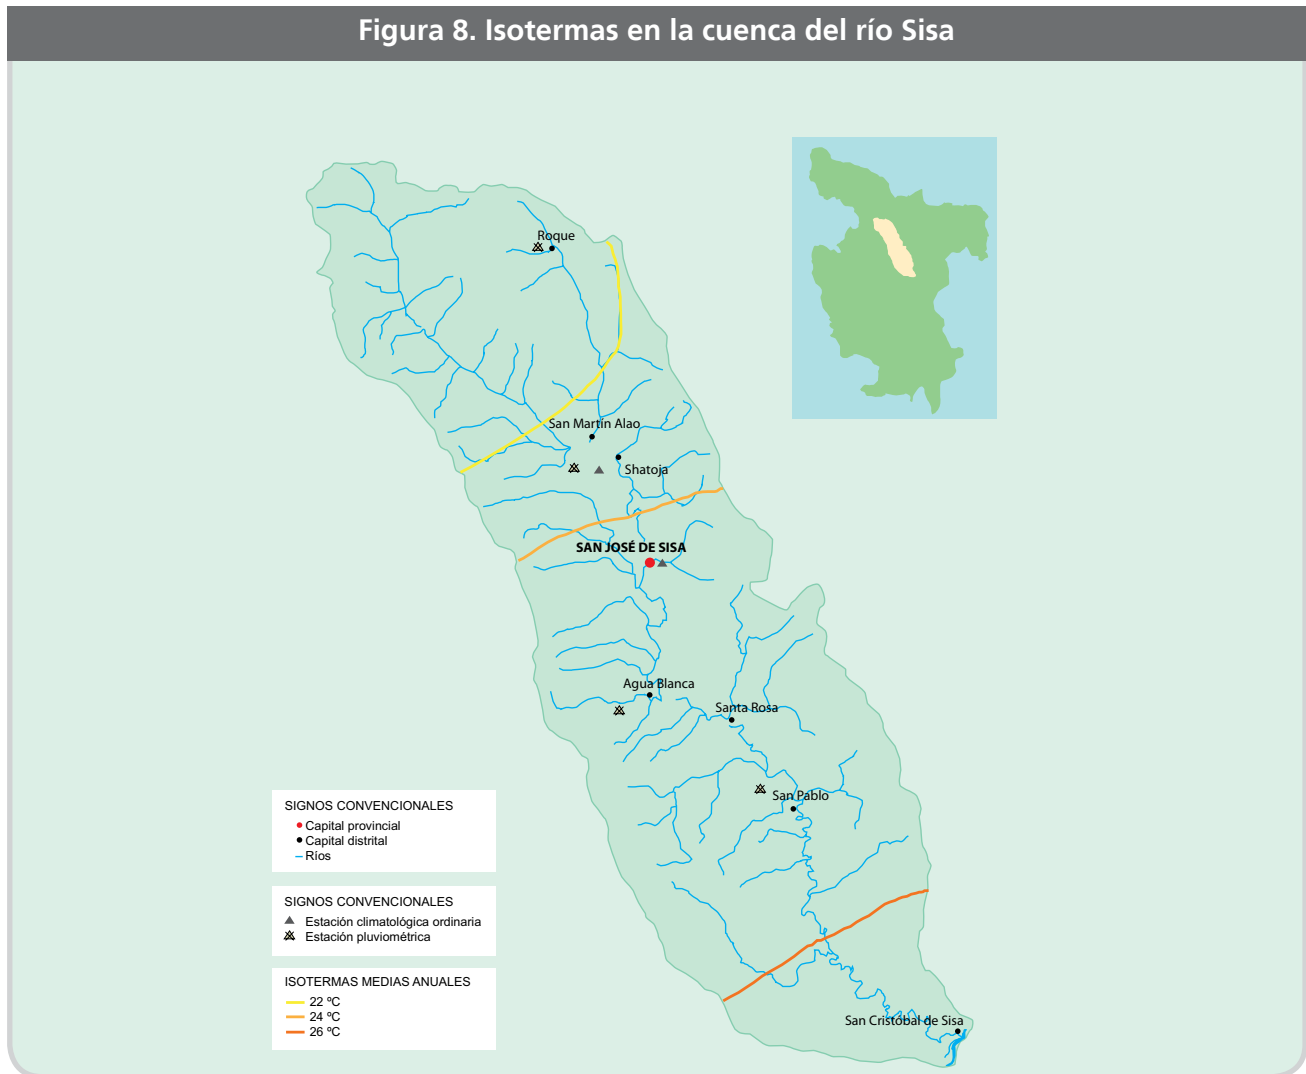 Figura 8. Isotermas en la cuenca del río Sisa
Roque
San Martín Alao
Shatoja
SAN JOSÉ DE SISA
Agua Blanca
Santa Rosa
San Pablo
San Cristóbal de Sisa
SIGNOS CONVENCIONALES
Capital provincial
Capital distrital
Ríos
SIGNOS CONVENCIONALES
Estación climatológica ordinaria
Estación pluviométrica
ISOTERMAS MEDIAS ANUALES
22 ºC
24 ºC
26 ºC